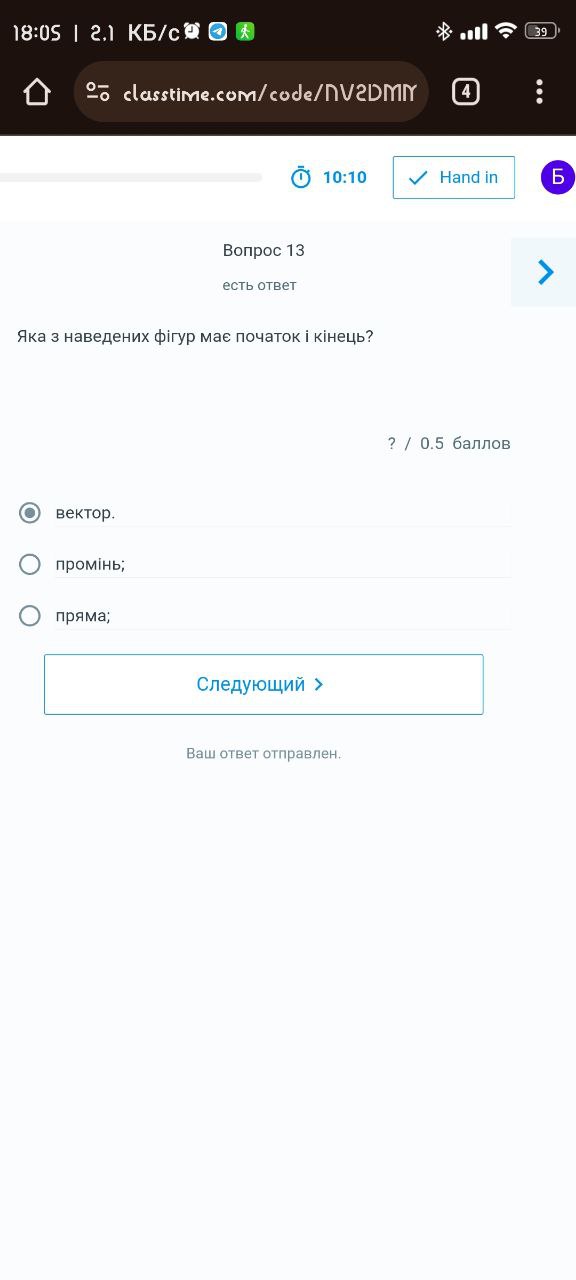 18:05 | 2.1 КБ/с
39
classtime.com/code/NV2DMM
4
10:10
Hand in
Б
Вопрос 13
есть ответ
Яка з наведених фігур має початок і кінець?
? / 0.5 баллов
вектор.
промінь;
пряма;
Следующий
Ваш ответ отправлен.